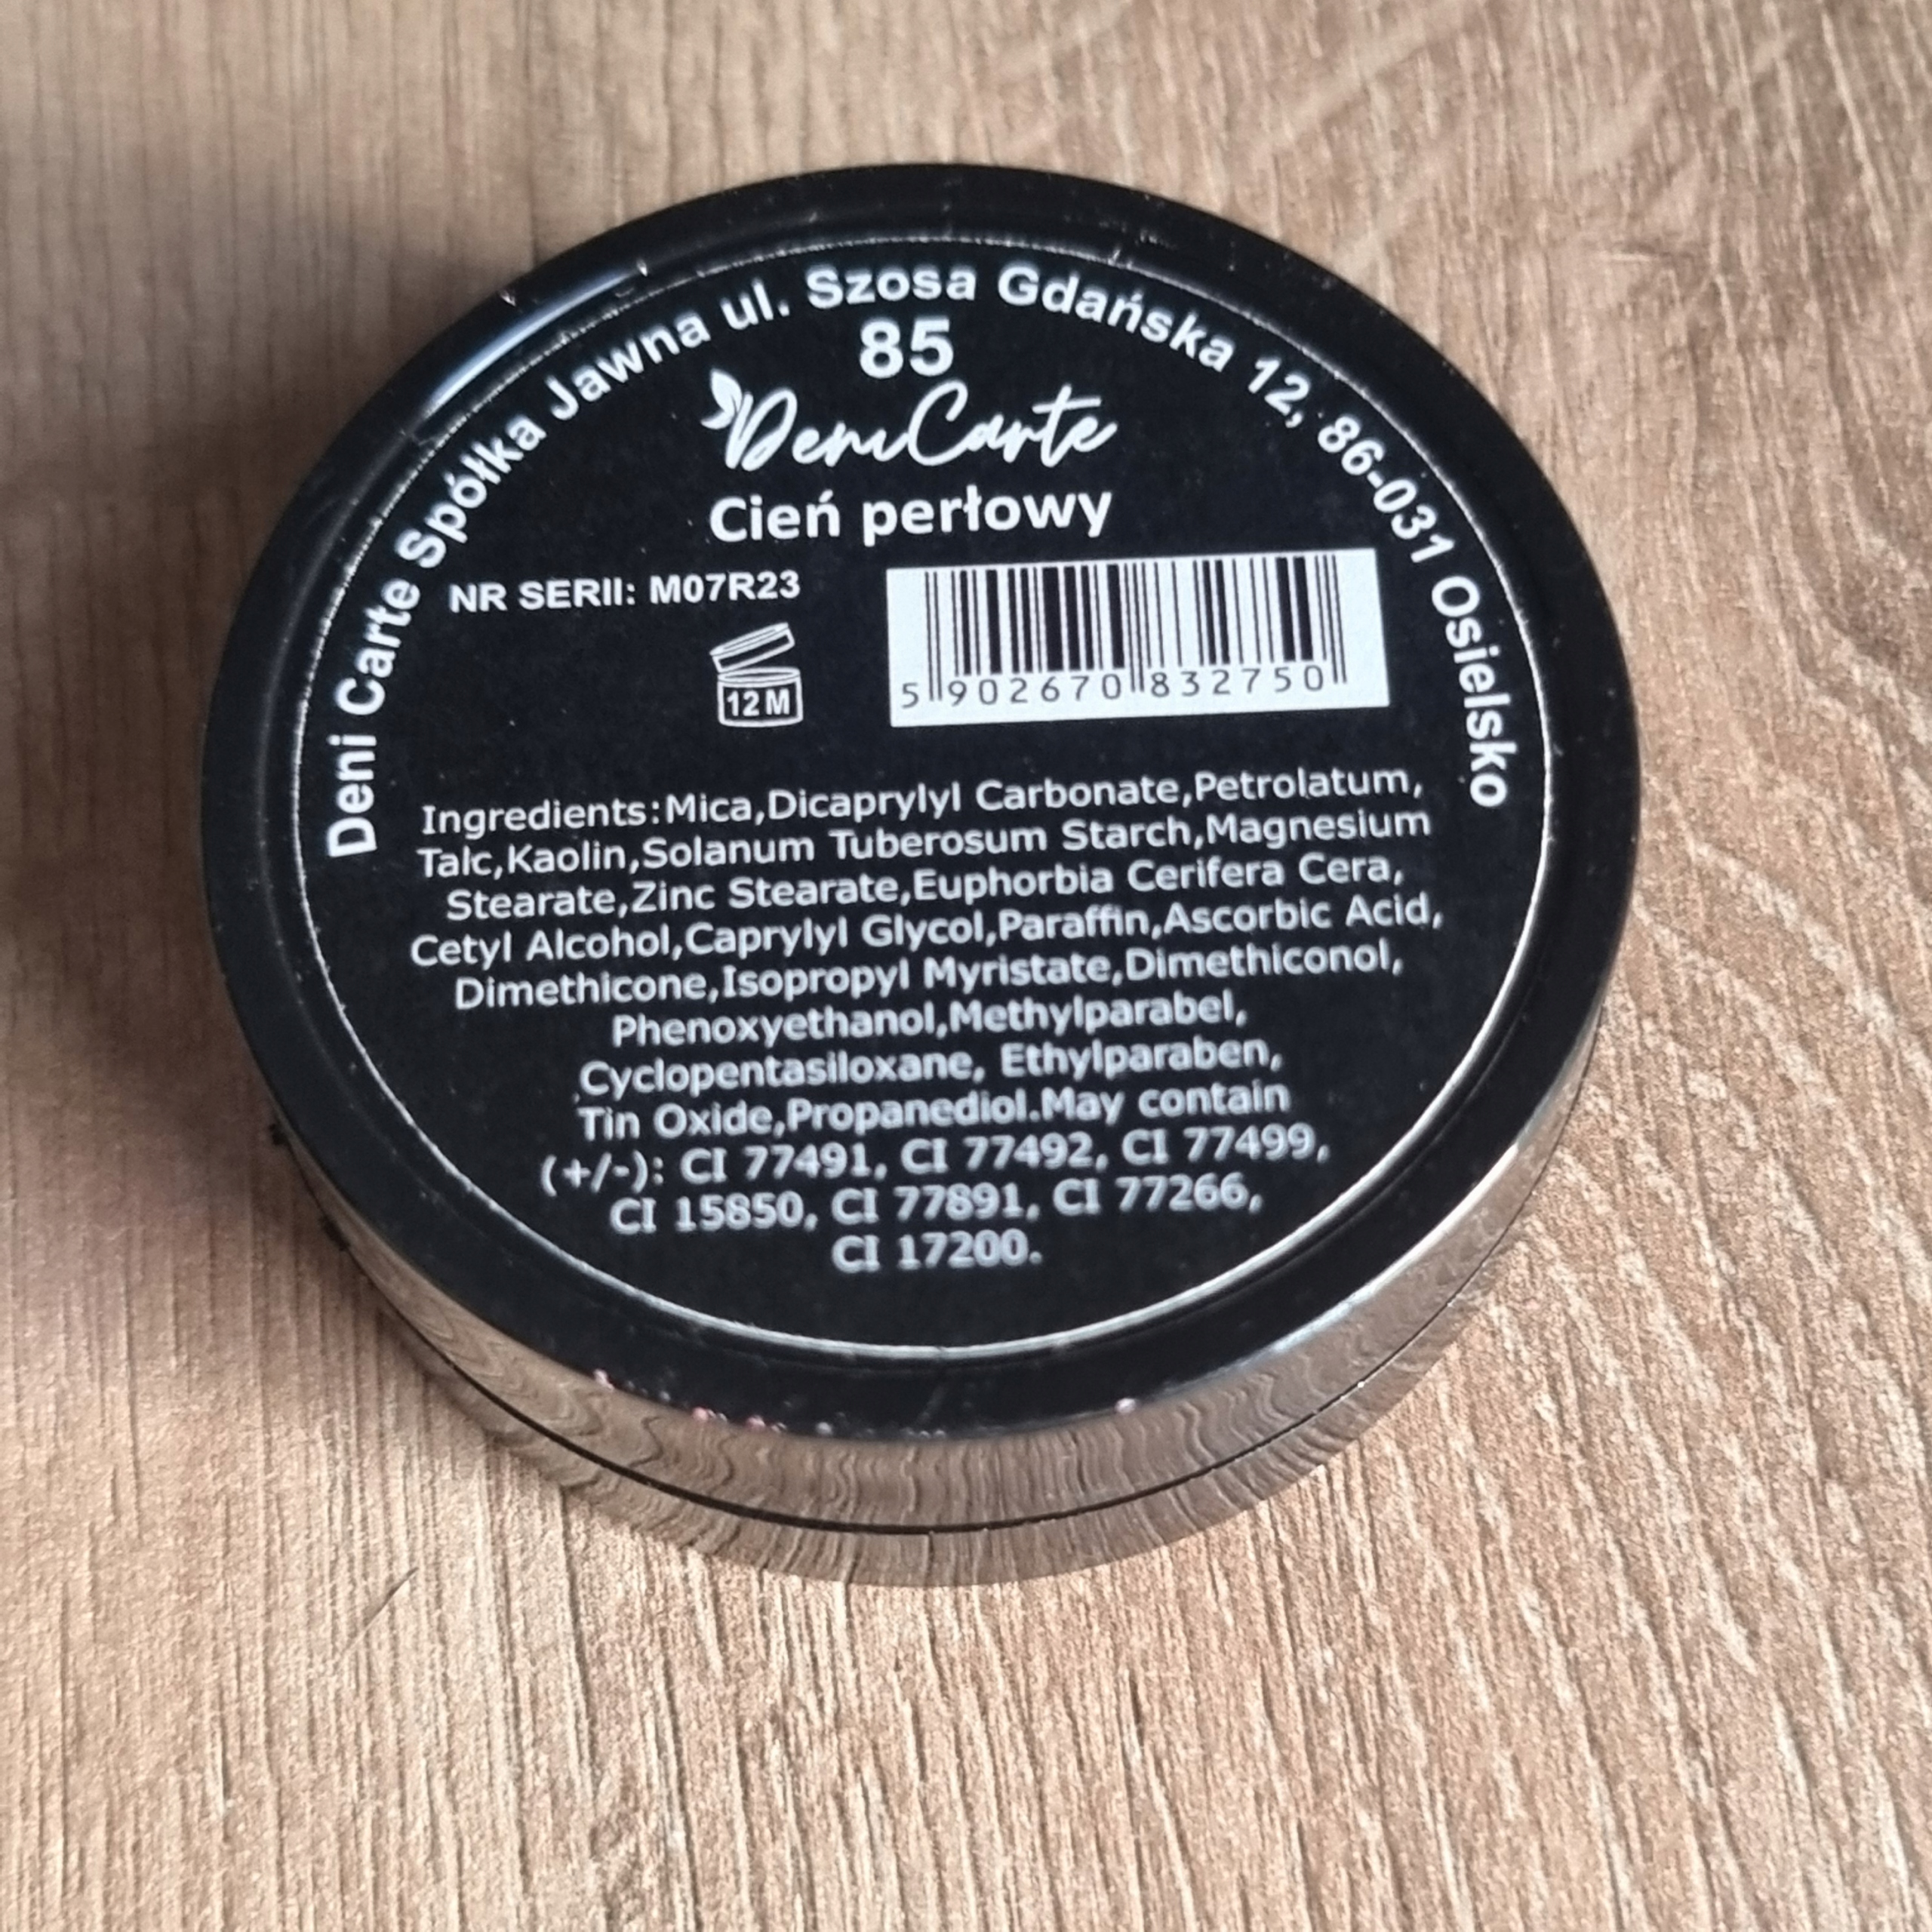 Deni Carte Spółka Jawna ul. Szosa Gdańska 12, 86-031 Osielsko
85
DeniCarte
Cień perłowy
NR SERII: M07R23
12M
5 902670 832750
Ingredients:Mica,Dicaprylyl Carbonate,Petrolatum,
Talc,Kaolin,Solanum Tuberosum Starch,Magnesium
Stearate,Zinc Stearate,Euphorbia Cerifera Cera,
Cetyl Alcohol,Caprylyl Glycol,Paraffin,Ascorbic Acid,
Dimethicone,Isopropyl Myristate,Dimethiconol,
Phenoxyethanol,Methylparabel,
Cyclopentasiloxane, Ethylparaben,
Tin Oxide,Propanediol.May contain
(+/-): CI 77491, CI 77492, CI 77499,
CI 15850, CI 77891, CI 77266,
CI 17200.